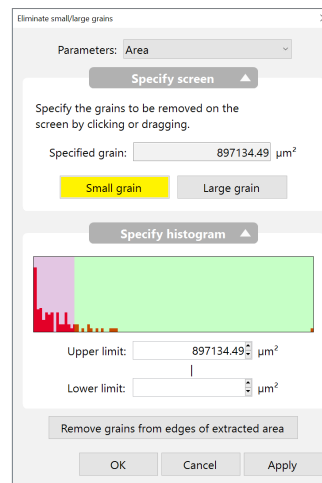 Eliminate small/large grains
Parameters: Area
Specify screen
Specify the grains to be removed on the
screen by clicking or dragging.
Specified grain: 897134.49 µm²
Small grain Large grain
Specify histogram
Upper limit: 897134.49 µm²
|
Lower limit: µm²
Remove grains from edges of extracted area
OK Cancel Apply